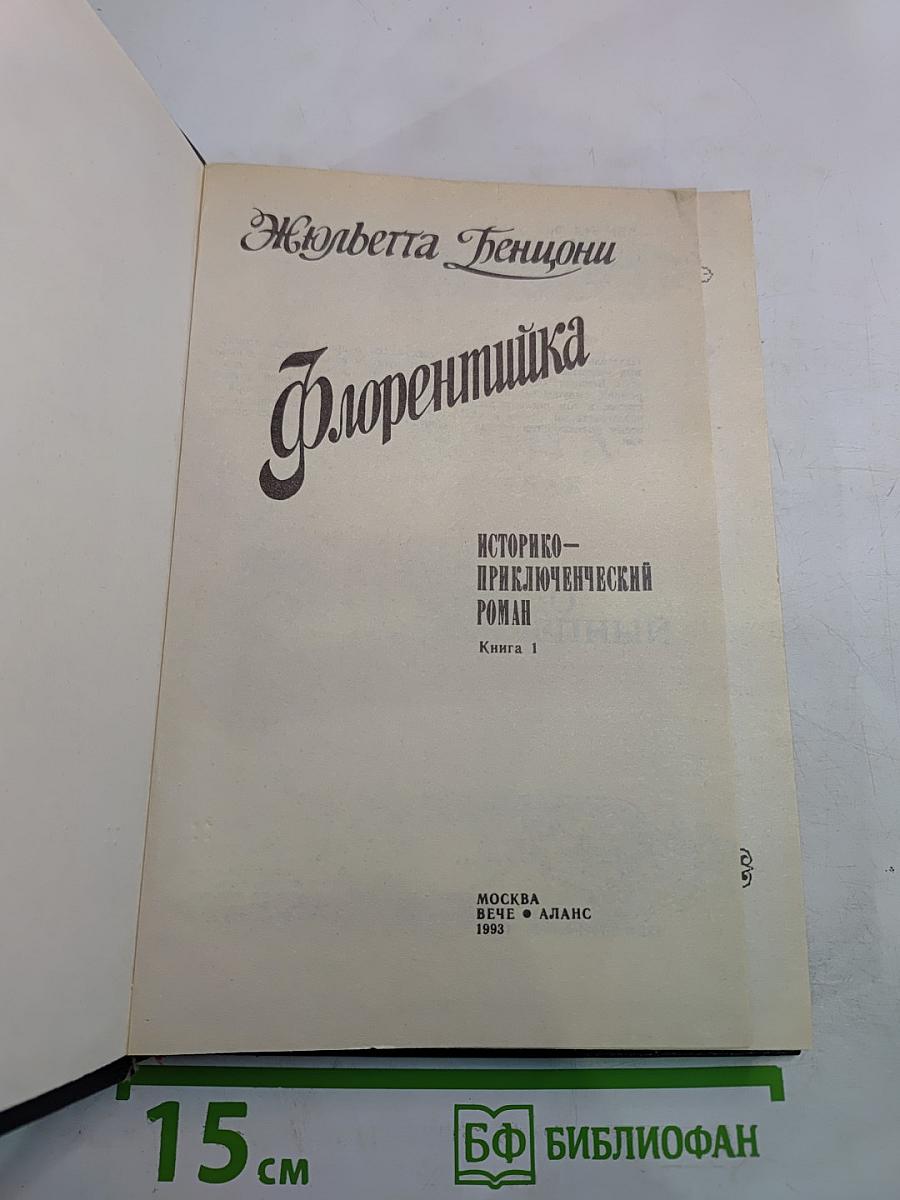 Жюльетта Бенцони
Флорентийка
ИСТОРИКО—
ПРИКЛЮЧЕНЧЕСКИЙ
РОМАН
Книга 1
МОСКВА
ВЕЧЕ ● АЛАНС
1993
15 см
БФ БИБЛИОФАН